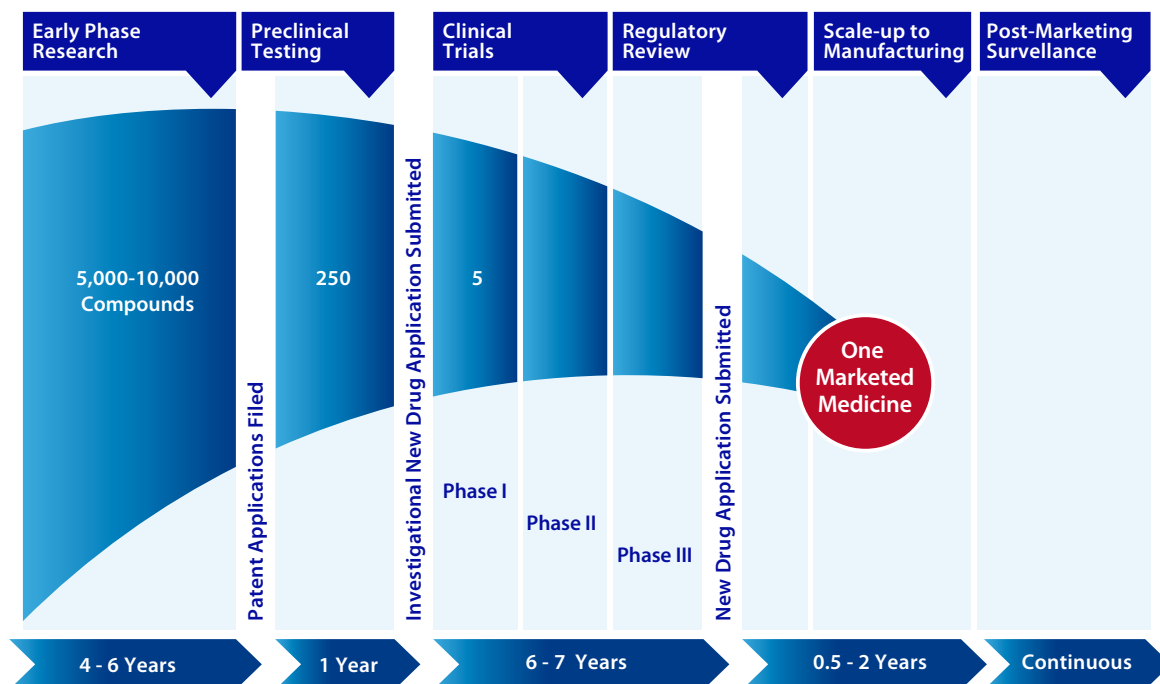 Early Phase
Research
Preclinical
Testing
Clinical
Trials
Regulatory
Review
Scale-up to
Manufacturing
Post-Marketing
Survellance
5,000-10,000
Compounds
Patent Applications Filed
250
Investigational New Drug Application Submitted
5
Phase I
Phase II
Phase III
New Drug Application Submitted
One
Marketed
Medicine
4 - 6 Years
1 Year
6 - 7 Years
0.5 - 2 Years
Continuous